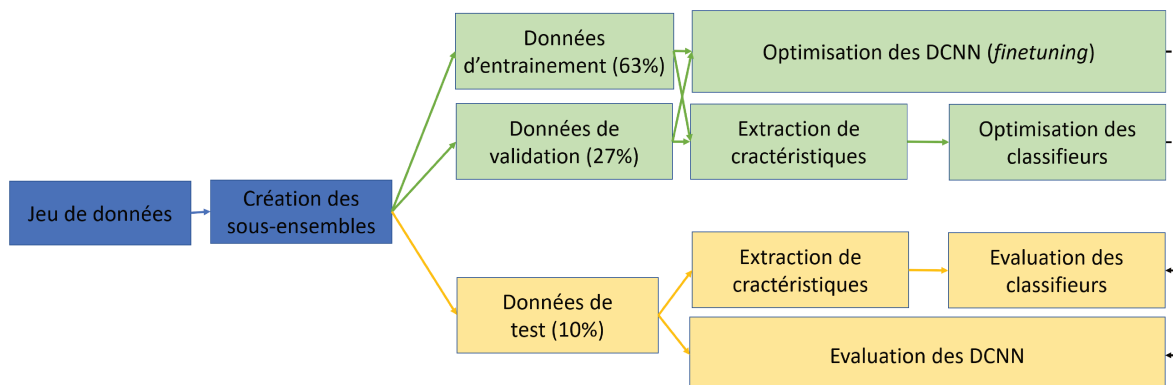 Jeu de données
Création des
sous-ensembles
Données
d'entrainement (63%)
Données de
validation (27%)
Optimisation des DCNN (finetuning)
Extraction de
cractéristiques
Optimisation des
classifieurs
Données de
test (10%)
Extraction de
cractéristiques
Evaluation des
classifieurs
Evaluation des DCNN